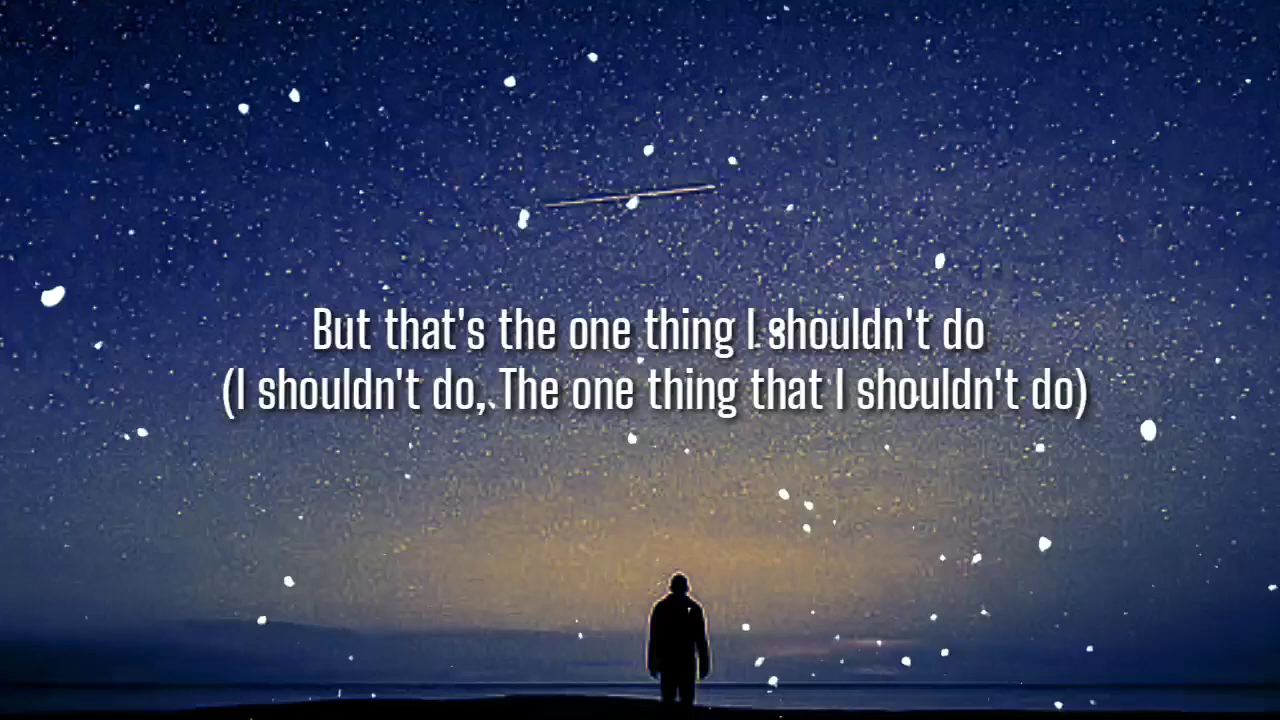 But that's the one thing I shouldn't do
(I shouldn't do, The one thing that I shouldn't do)